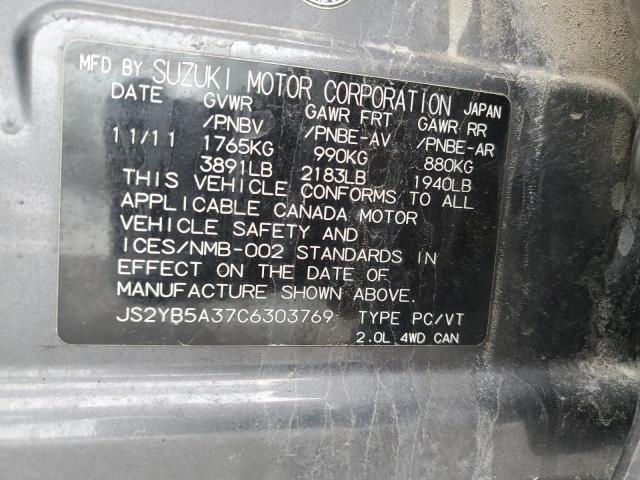 MFD BY SUZUKI MOTOR CORPORATION JAPAN
DATE GVWR GAWR FRT GAWR RR
/PNBV /PNBE-AV /PNBE-AR
11/11 1765KG 990KG 880KG
3891LB 2183LB 1940LB
THIS VEHICLE CONFORMS TO ALL
APPLICABLE CANADA MOTOR
VEHICLE SAFETY AND
ICES/NMB-002 STANDARDS IN
EFFECT ON THE DATE OF
MANUFACTURE SHOWN ABOVE.
JS2YB5A37C6303769 TYPE PC/VT
2.0L 4WD CAN